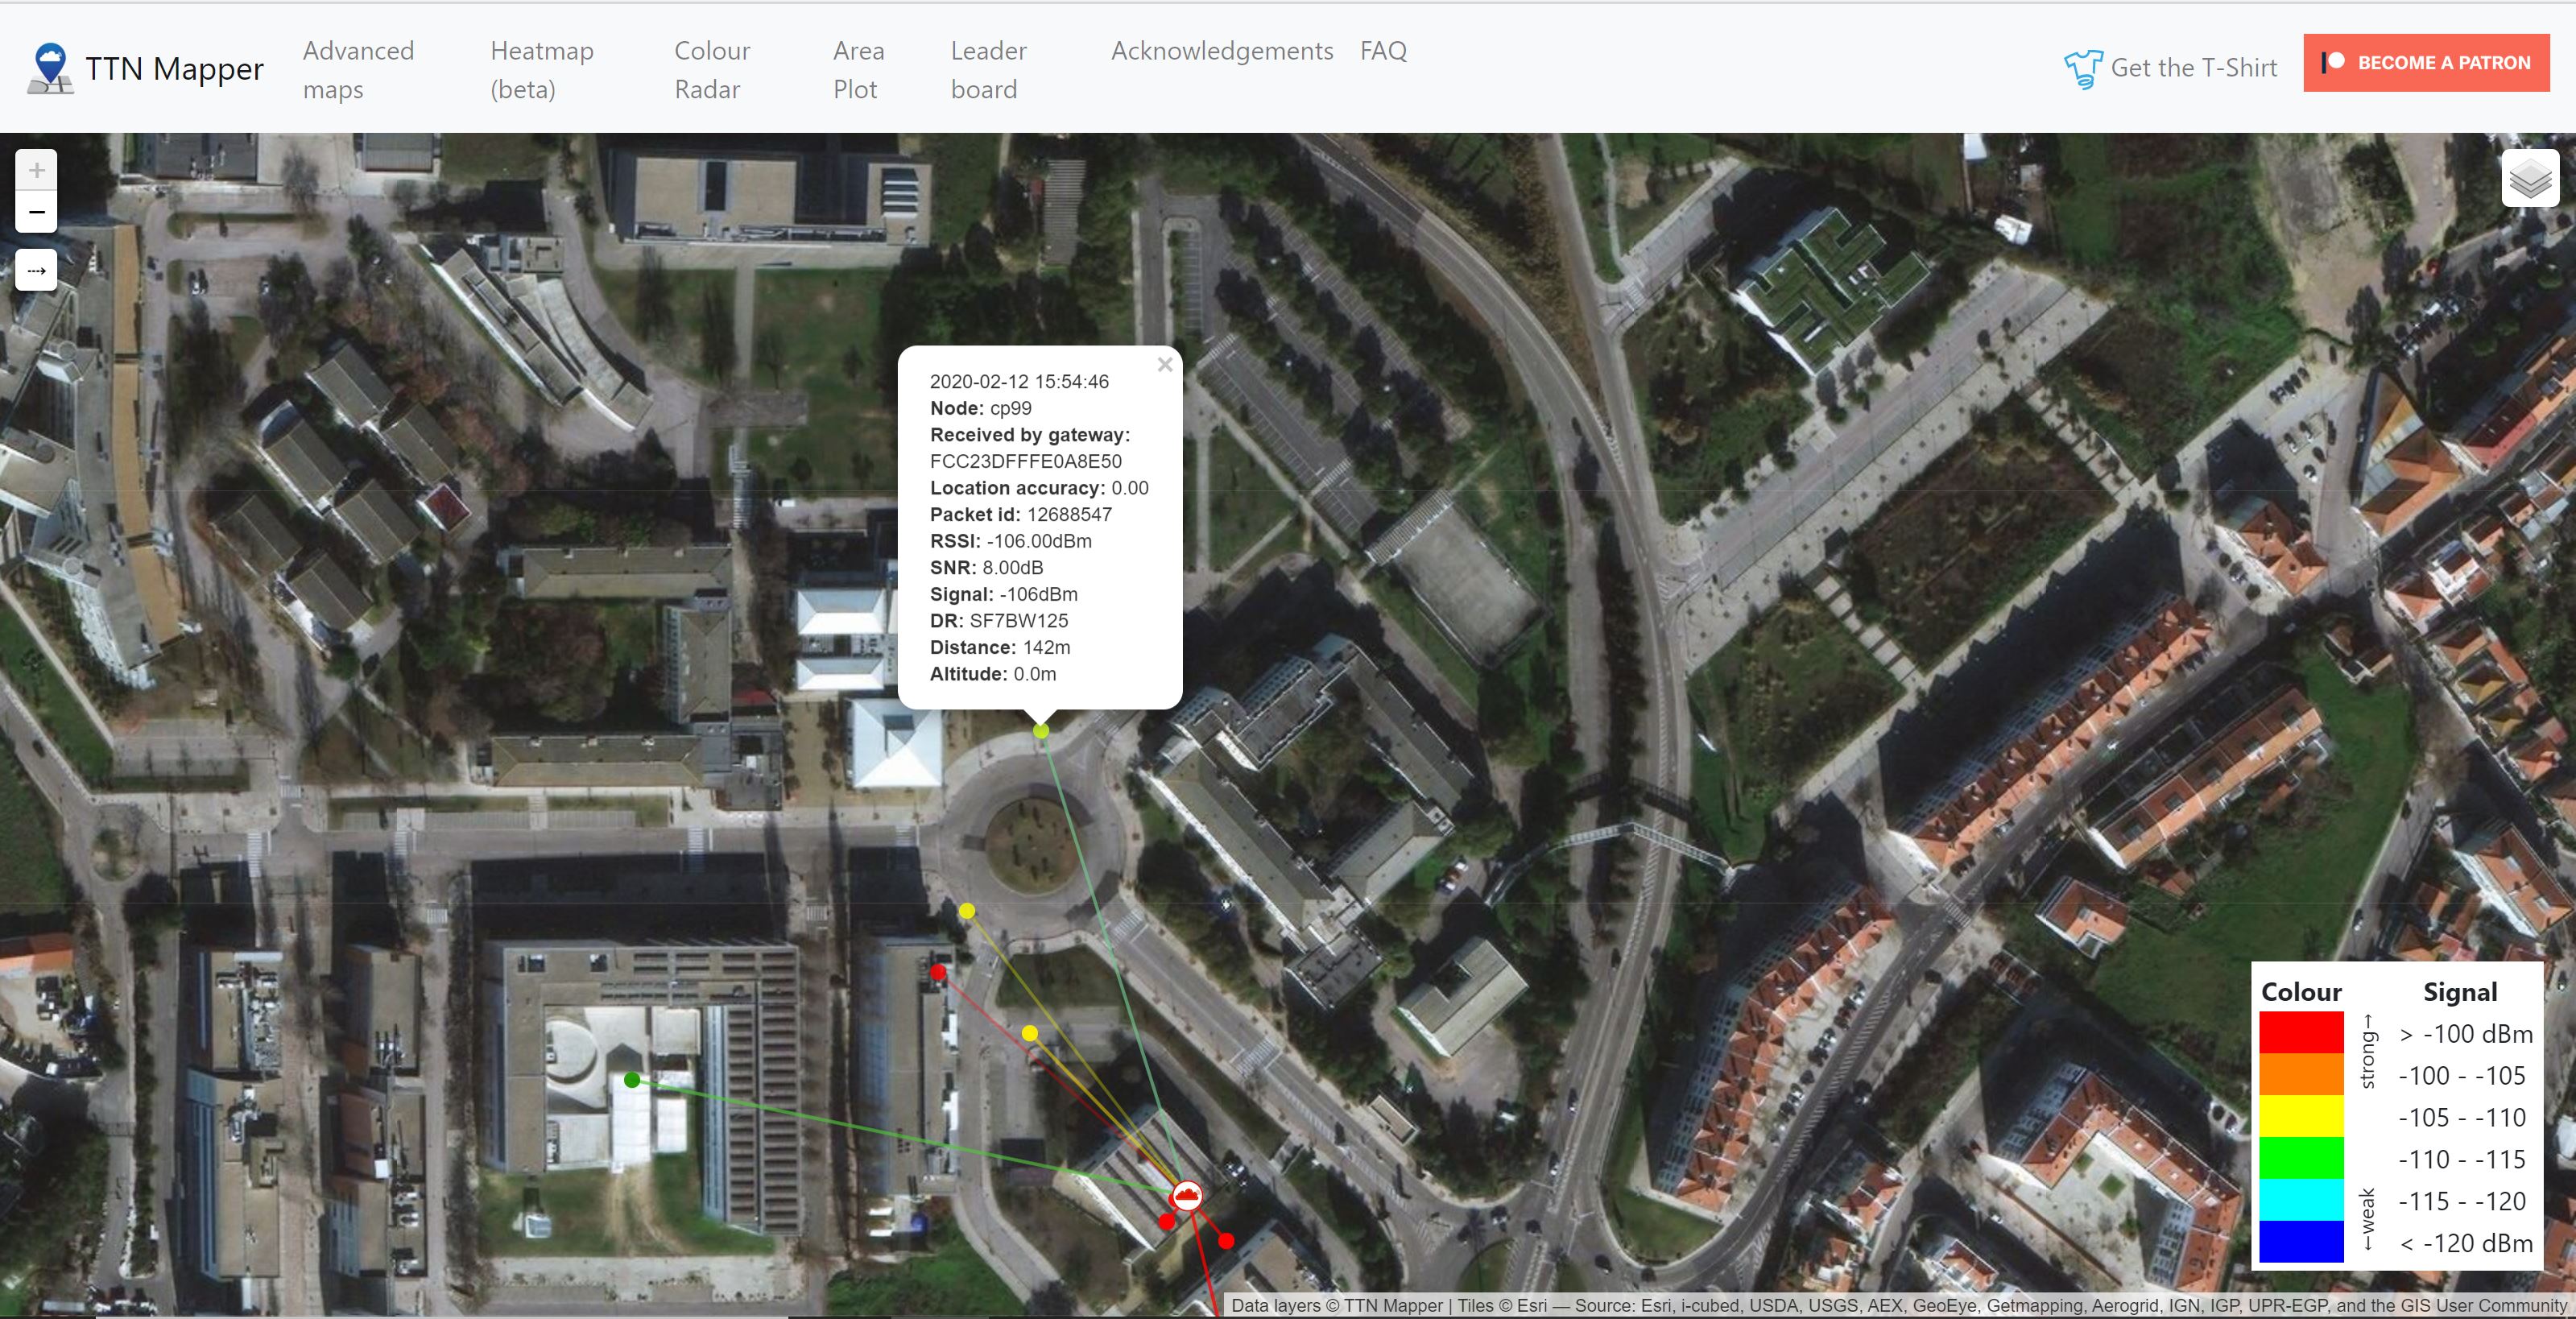 TTN Mapper
Advanced
maps
Heatmap
(beta)
Colour
Radar
Area
Plot
Leader
board
Acknowledgements
FAQ
Get the T-Shirt
BECOME A PATRON
+
−
2020-02-12 15:54:46
Node: cp99
Received by gateway:
FCC23DFFFE0A8E50
Location accuracy: 0.00
Packet id: 12688547
RSSI: -106.00dBm
SNR: 8.00dB
Signal: -106dBm
DR: SF7BW125
Distance: 142m
Altitude: 0.0m
Colour Signal
strong→
←weak
> -100 dBm
-100 - -105
-105 - -110
-110 - -115
-115 - -120
< -120 dBm
Data layers © TTN Mapper | Tiles © Esri — Source: Esri, i-cubed, USDA, USGS, AEX, GeoEye, Getmapping, Aerogrid, IGN, IGP, UPR-EGP, and the GIS User Community